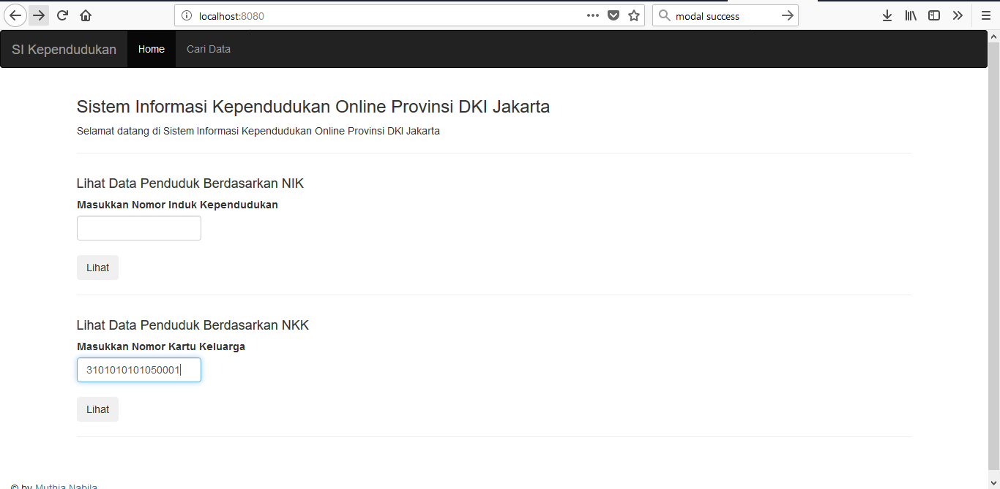 localhost:8080
modal success
SI Kependudukan Home Cari Data
Sistem Informasi Kependudukan Online Provinsi DKI Jakarta
Selamat datang di Sistem Informasi Kependudukan Online Provinsi DKI Jakarta
Lihat Data Penduduk Berdasarkan NIK
Masukkan Nomor Induk Kependudukan
Lihat
Lihat Data Penduduk Berdasarkan NKK
Masukkan Nomor Kartu Keluarga
3101010101050001
Lihat
© by Muthia Nabila